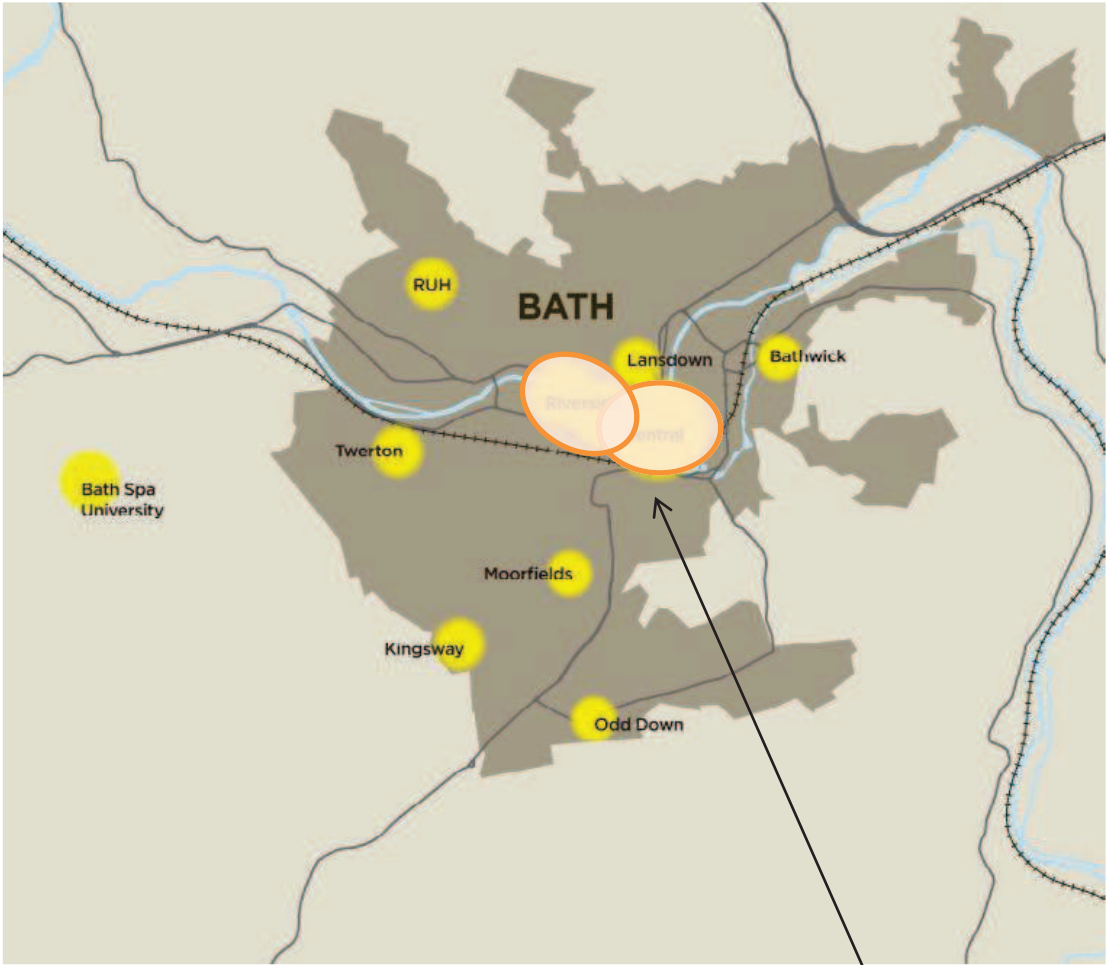 RUH
BATH
Lansdown
Bathwick
Twerton
Bath Spa
University
Moorfields
Kingsway
Odd Down